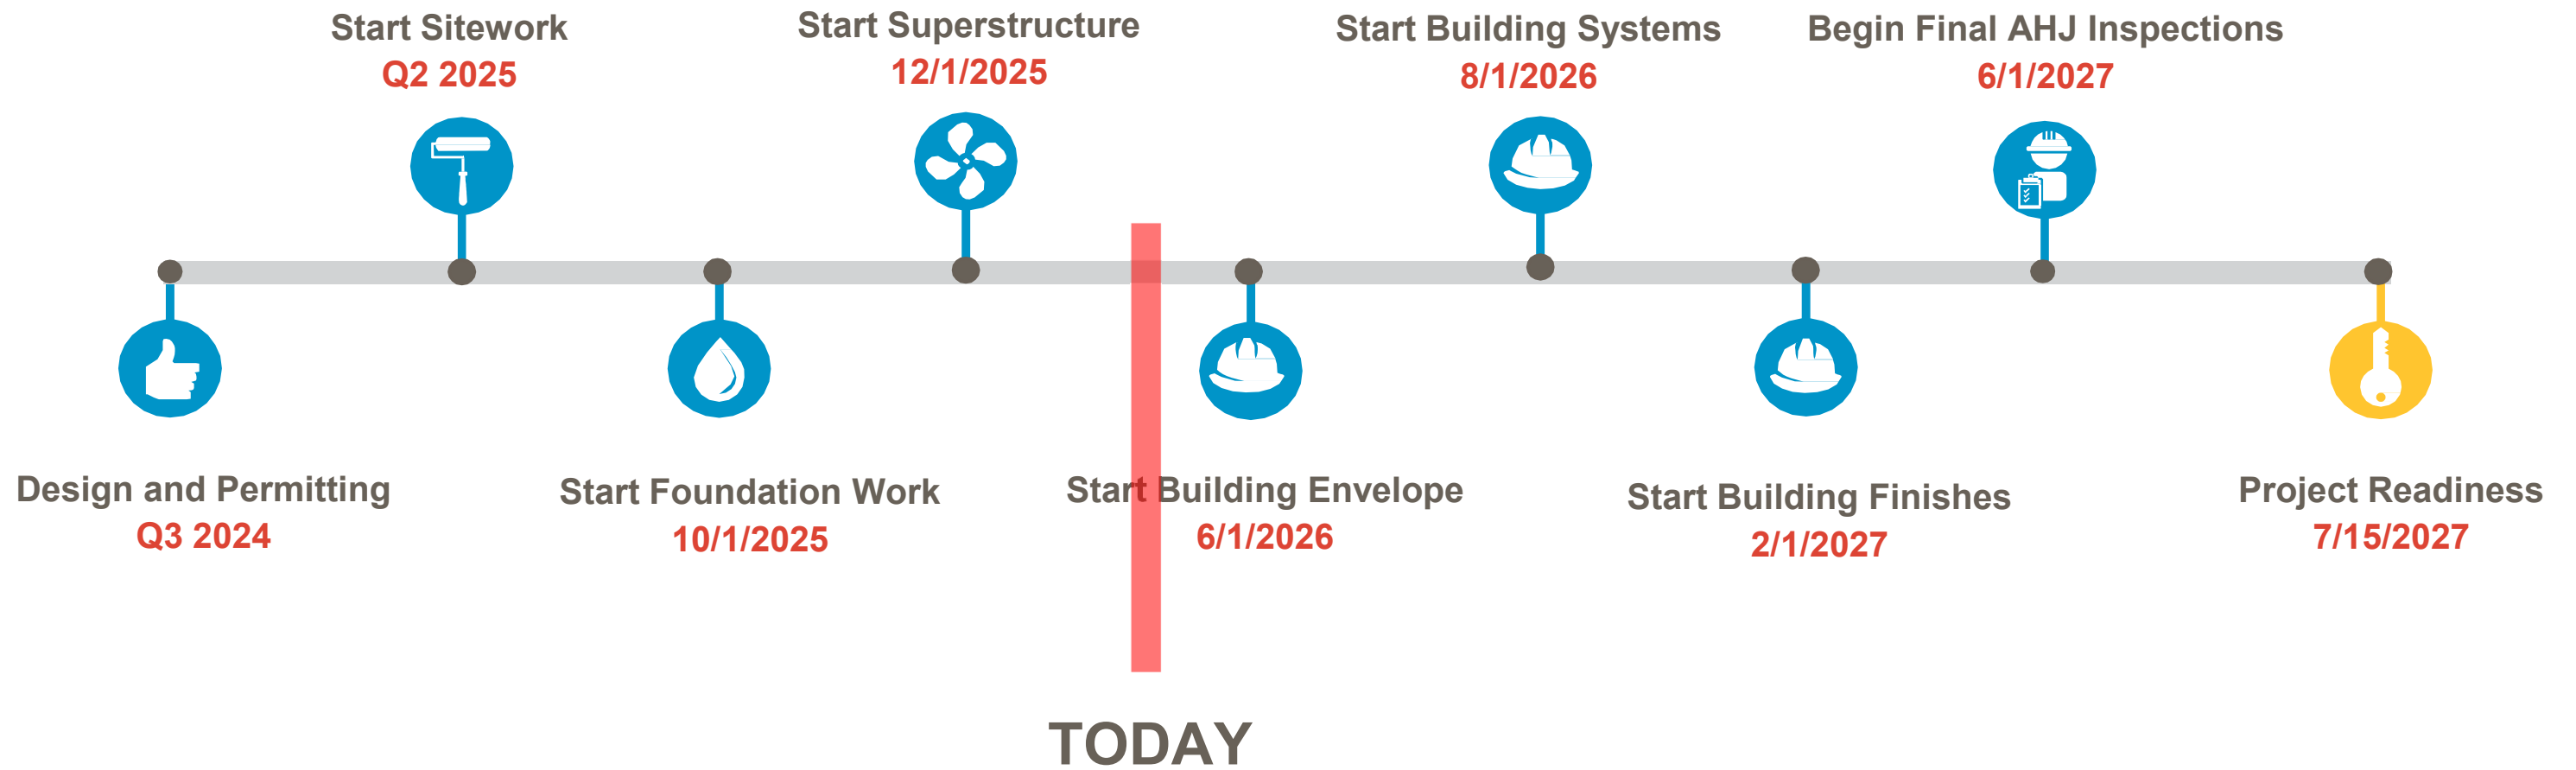 Start Sitework
Q2 2025
Start Superstructure
12/1/2025
Start Building Systems
8/1/2026
Begin Final AHJ Inspections
6/1/2027
Design and Permitting
Q3 2024
Start Foundation Work
10/1/2025
Start Building Envelope
6/1/2026
Start Building Finishes
2/1/2027
Project Readiness
7/15/2027
TODAY